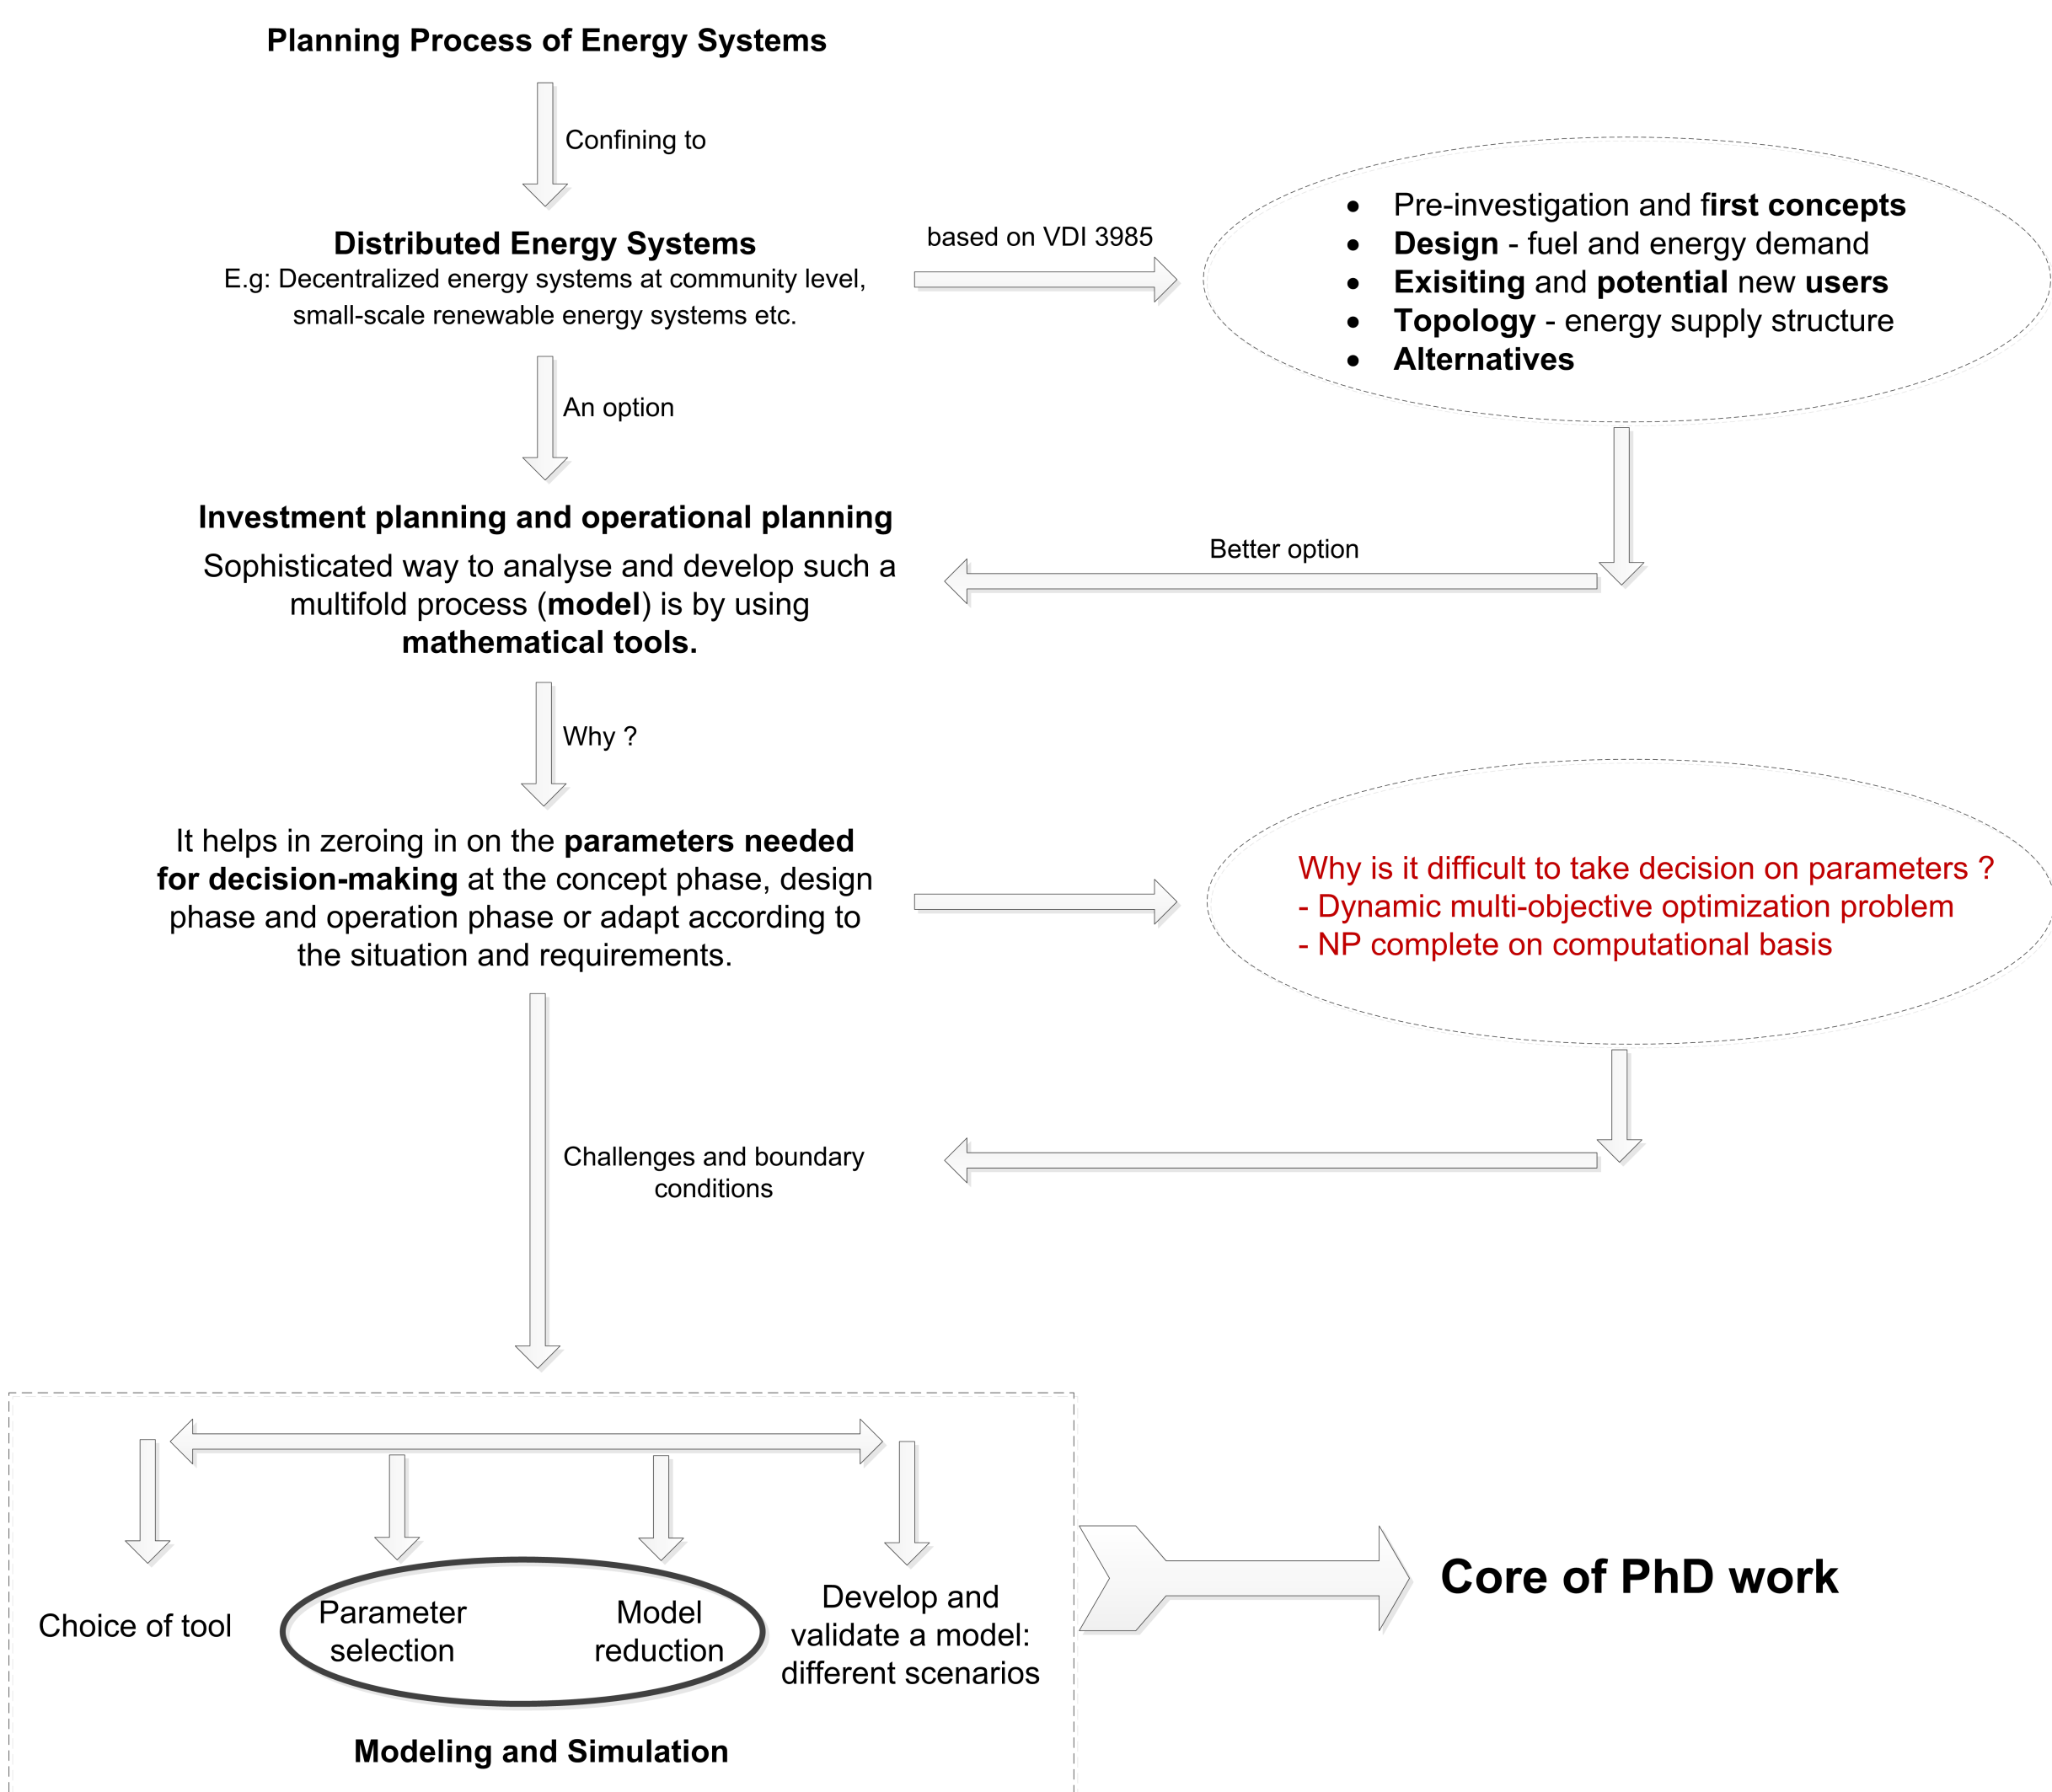 Planning Process of Energy Systems
Confining to
Distributed Energy Systems
E.g: Decentralized energy systems at community level,
small-scale renewable energy systems etc.
based on VDI 3985
• Pre-investigation and first concepts
• Design - fuel and energy demand
• Exisiting and potential new users
• Topology - energy supply structure
• Alternatives
An option
Investment planning and operational planning
Sophisticated way to analyse and develop such a
multifold process (model) is by using
mathematical tools.
Better option
Why ?
It helps in zeroing in on the parameters needed
for decision-making at the concept phase, design
phase and operation phase or adapt according to
the situation and requirements.
Why is it difficult to take decision on parameters ?
- Dynamic multi-objective optimization problem
- NP complete on computational basis
Challenges and boundary
conditions
Choice of tool
Parameter
selection
Model
reduction
Develop and
validate a model:
different scenarios
Modeling and Simulation
Core of PhD work